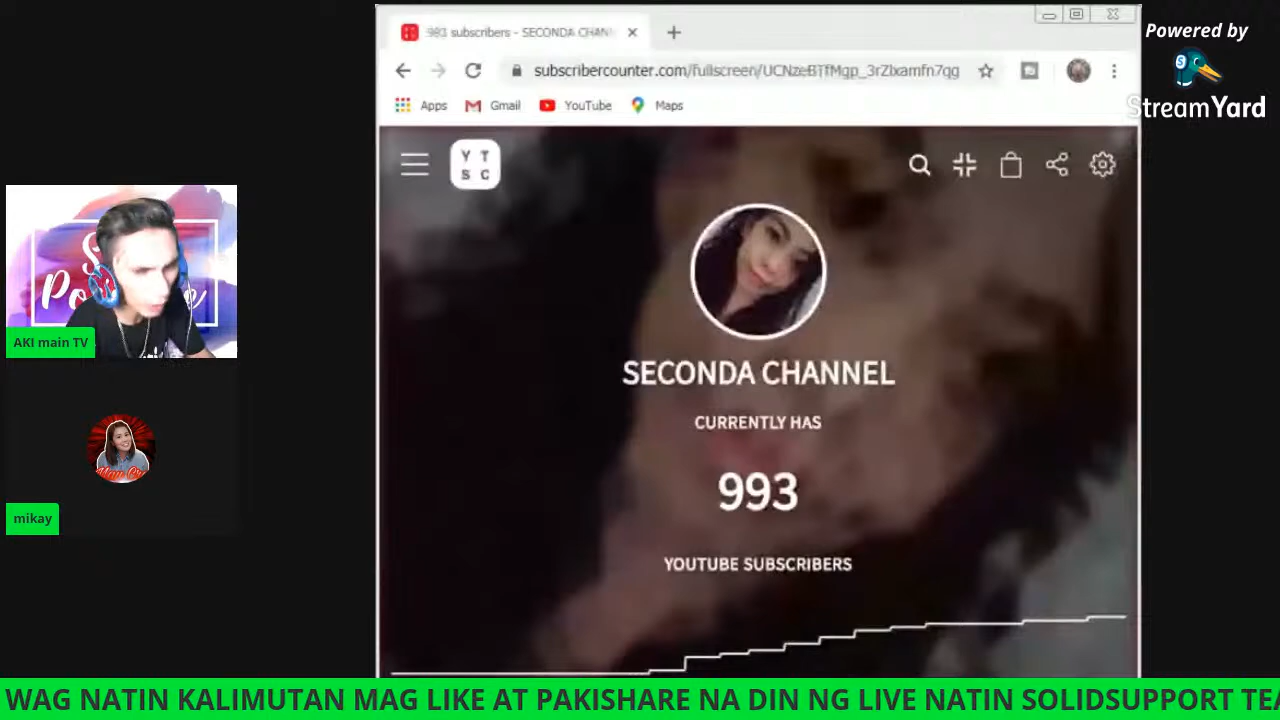 983 subscribers - SECONDA CHAN
Powered by
subscribercounter.com/fullscreen/UCNzeBTfMgp_3rZlxamfn7qg
StreamYard
Apps
Gmail
YouTube
Maps
Y T
S C
AKI main TV
SECONDA CHANNEL
CURRENTLY HAS
993
YOUTUBE SUBSCRIBERS
mikay
WAG NATIN KALIMUTAN MAG LIKE AT PAKISHARE NA DIN NG LIVE NATIN SOLIDSUPPORT TEA